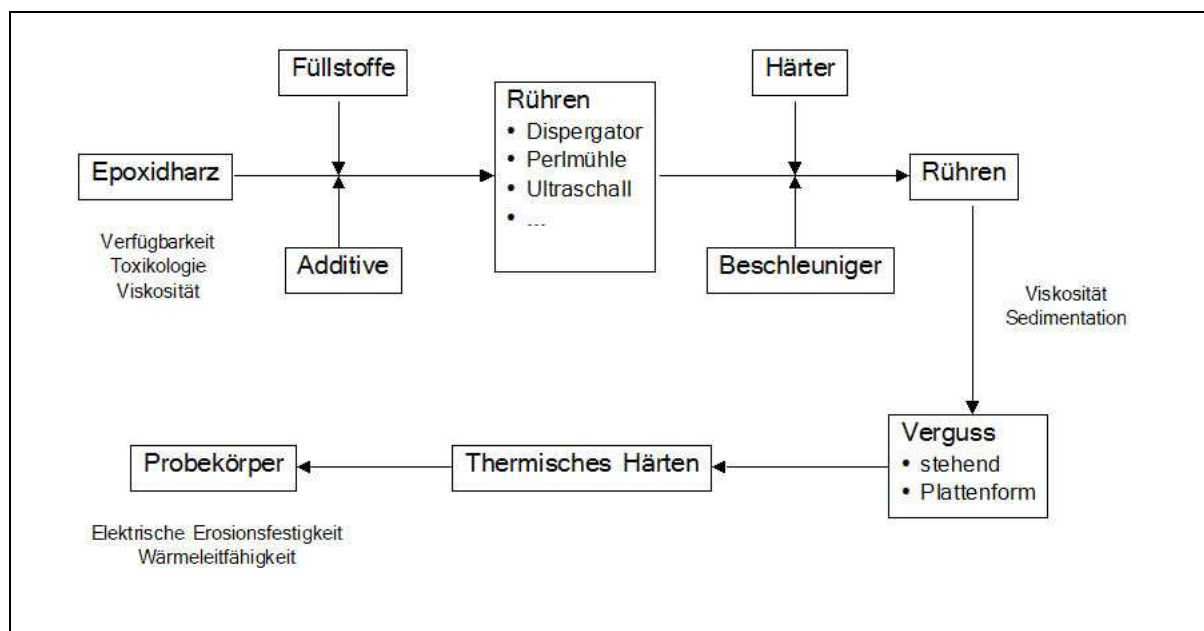 Füllstoffe
Härter
Rühren
• Dispergator
• Perlmühle
• Ultraschall
• ...
Epoxidharz
Rühren
Verfügbarkeit
Toxikologie
Viskosität
Additive
Beschleuniger
Viskosität
Sedimentation
Verguss
• stehend
• Plattenform
Thermisches Härten
Probekörper
Elektrische Erosionsfestigkeit
Wärmeleitfähigkeit